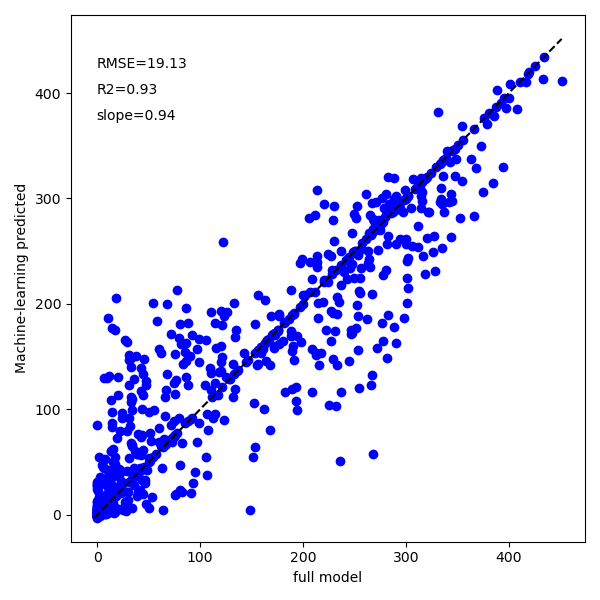 RMSE=19.13
R2=0.93
slope=0.94
Machine-learning predicted
400
300
200
100
0
0 100 200 300 400
full model